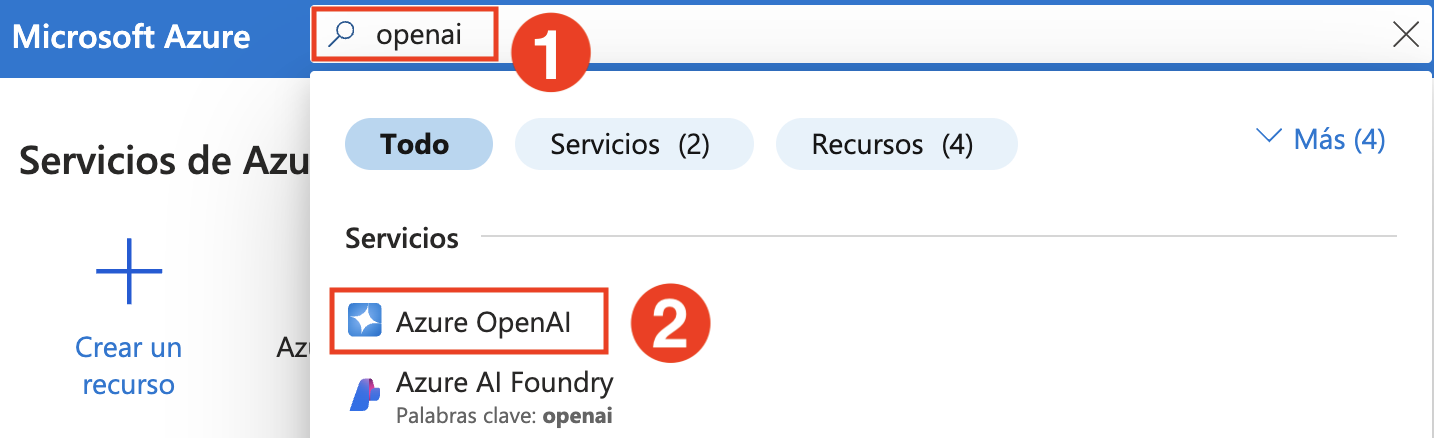 Microsoft Azure
openai
1
Todo
Servicios (2)
Recursos (4)
Más (4)
Servicios de Azu
Servicios
Crear un
recurso
Az
Azure OpenAI
2
Azure AI Foundry
Palabras clave: openai